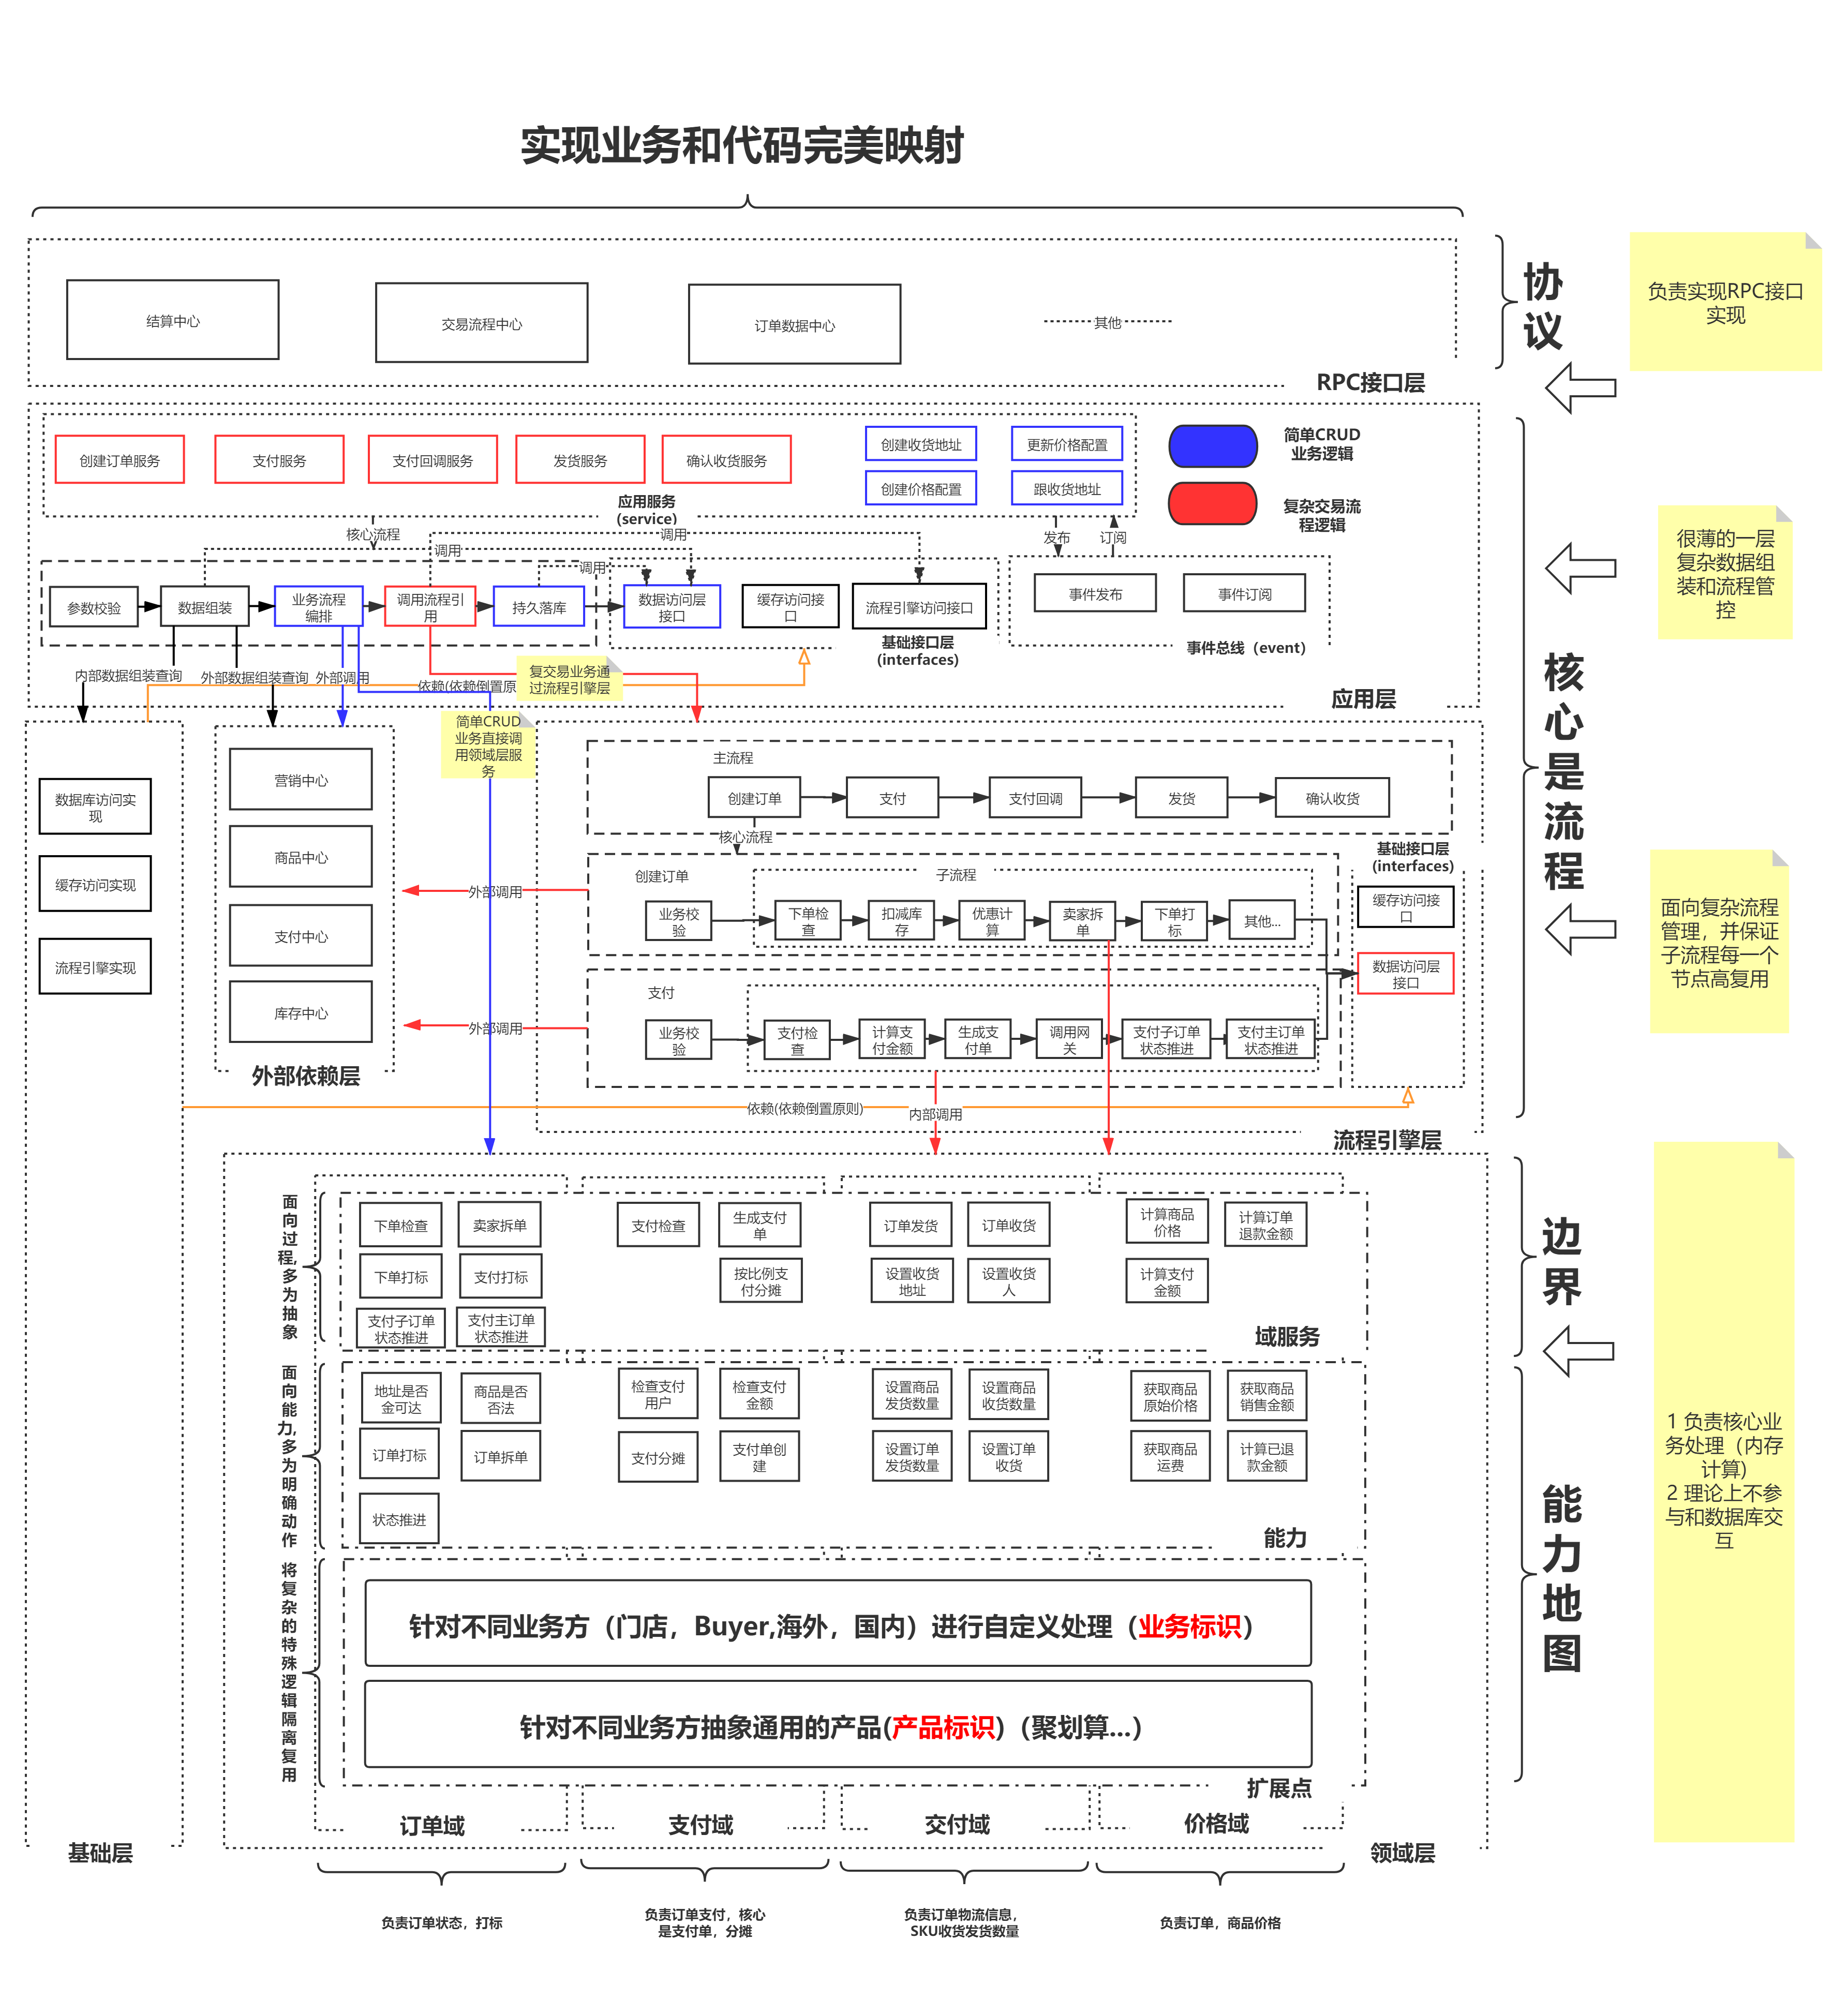 实现业务和代码完美映射
结算中心
交易流程中心
订单数据中心
其他
RPC接口层
协
议
负责实现RPC接口
实现
创建订单服务
支付服务
支付回调服务
发货服务
确认收货服务
创建收货地址
更新价格配置
创建价格配置
跟收货地址
简单CRUD
业务逻辑
复杂交易流
程逻辑
应用服务
(service)
核心流程
调用
调用
调用
发布
订阅
参数校验
数据组装
业务流程
编排
调用流程引
用
持久落库
数据访问层
接口
缓存访问接
口
流程引擎访问接口
基础接口层
(interfaces)
事件发布
事件订阅
事件总线（event）
内部数据组装查询
外部数据组装查询
外部调用
依赖(依赖倒置原
复交易业务通
过流程引擎层
应用层
很薄的一层
复杂数据组
装和流程管
控
核
心
是
流
程
简单CRUD
业务直接调
用领域层服
务
数据库访问实
现
缓存访问实现
流程引擎实现
营销中心
商品中心
支付中心
库存中心
外部依赖层
主流程
创建订单
支付
支付回调
发货
确认收货
核心流程
创建订单
子流程
业务校
验
下单检
查
扣减库
存
优惠计
算
卖家拆
单
下单打
标
其他...
外部调用
支付
业务校
验
支付检
查
计算支
付金额
生成支
付单
调用网
关
支付子订单
状态推进
支付主订单
状态推进
外部调用
基础接口层
(interfaces)
缓存访问接
口
数据访问层
接口
依赖(依赖倒置原则)
内部调用
流程引擎层
面向复杂流程
管理，并保证
子流程每一个
节点高复用
面
向
过
程,
多
为
抽
象
下单检查
卖家拆单
下单打标
支付打标
支付子订单
状态推进
支付主订单
状态推进
支付检查
生成支付
单
按比例支
付分摊
订单发货
订单收货
设置收货
地址
设置收货
人
计算商品
价格
计算订单
退款金额
计算支付
金额
域服务
边
界
面
向
能
力,
多
为
明
确
动
作
地址是否
金可达
商品是否
否法
订单打标
订单拆单
状态推进
检查支付
用户
检查支付
金额
支付分摊
支付单创
建
设置商品
发货数量
设置商品
收货数量
设置订单
发货数量
设置订单
收货
获取商品
原始价格
获取商品
销售金额
获取商品
运费
计算已退
款金额
能力
能
力
地
图
1 负责核心业
务处理（内存
计算)
2 理论上不参
与和数据库交
互
将
复
杂
的
特
殊
逻
辑
隔
离
复
用
针对不同业务方（门店，Buyer,海外，国内）进行自定义处理（业务标识）
针对不同业务方抽象通用的产品(产品标识)（聚划算...）
扩展点
订单域
支付域
交付域
价格域
基础层
领域层
负责订单状态，打标
负责订单支付，核心
是支付单，分摊
负责订单物流信息，
SKU收货发货数量
负责订单，商品价格